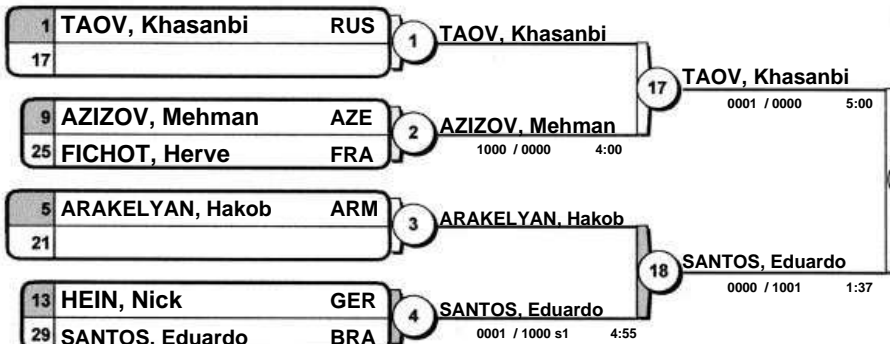 1 TAOV, Khasanbi RUS
17
1
TAOV, Khasanbi
9 AZIZOV, Mehman AZE
25 FICHOT, Herve FRA
2
AZIZOV, Mehman
1000 / 0000 4:00
17
TAOV, Khasanbi
0001 / 0000 5:00
5 ARAKELYAN, Hakob ARM
21
3
ARAKELYAN, Hakob
13 HEIN, Nick GER
29 SANTOS, Eduardo BRA
4
SANTOS, Eduardo
0001 / 1000 s1 4:55
18
SANTOS, Eduardo
0000 / 1001 1:37